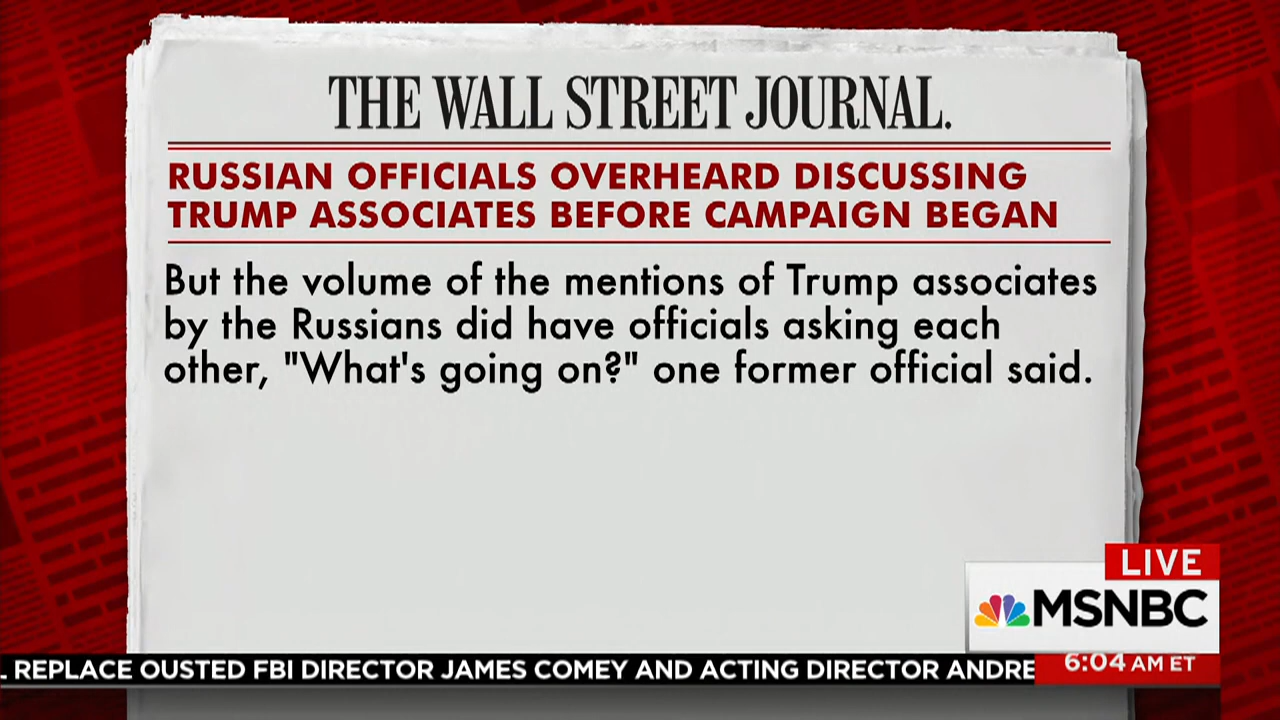 THE WALL STREET JOURNAL.
RUSSIAN OFFICIALS OVERHEARD DISCUSSING
TRUMP ASSOCIATES BEFORE CAMPAIGN BEGAN
But the volume of the mentions of Trump associates
by the Russians did have officials asking each
other, "What's going on?" one former official said.
LIVE
MSNBC
REPLACE OUSTED FBI DIRECTOR JAMES COMEY AND ACTING DIRECTOR ANDRE
6:04 AM ET